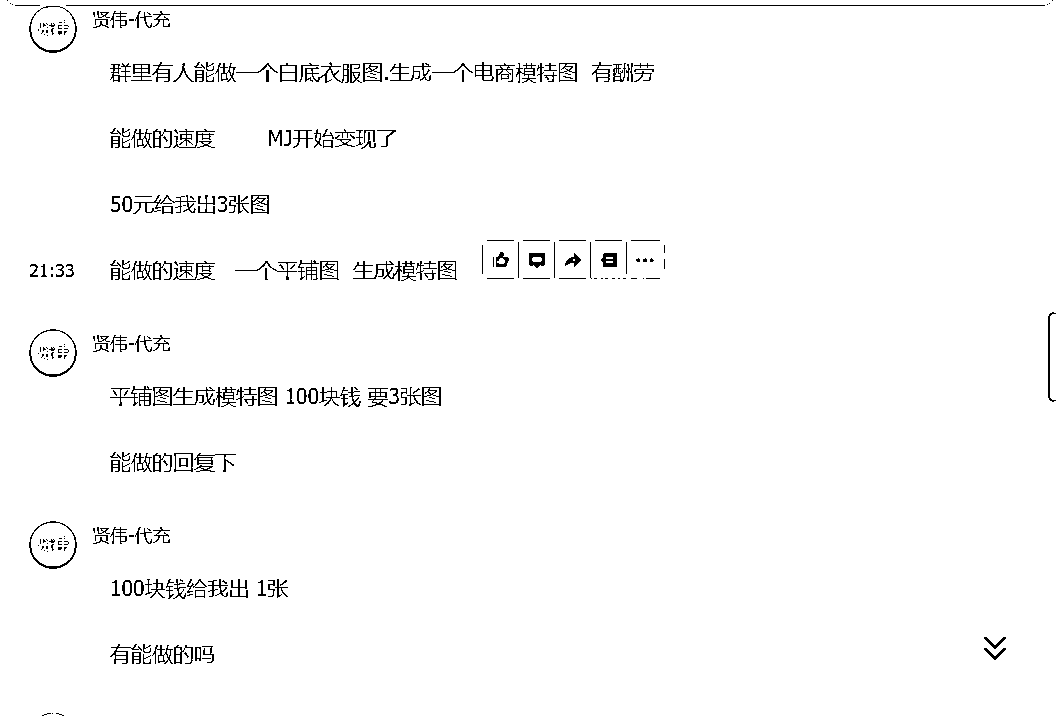 贤伟-代充
群里有人能做一个白底衣服图.生成一个电商模特图 有酬劳
能做的速度 MJ开始变现了
50元给我出3张图
21:33 能做的速度 一个平铺图 生成模特图
贤伟-代充
平铺图生成模特图 100块钱 要3张图
能做的回复下
贤伟-代充
100块钱给我出 1张
有能做的吗